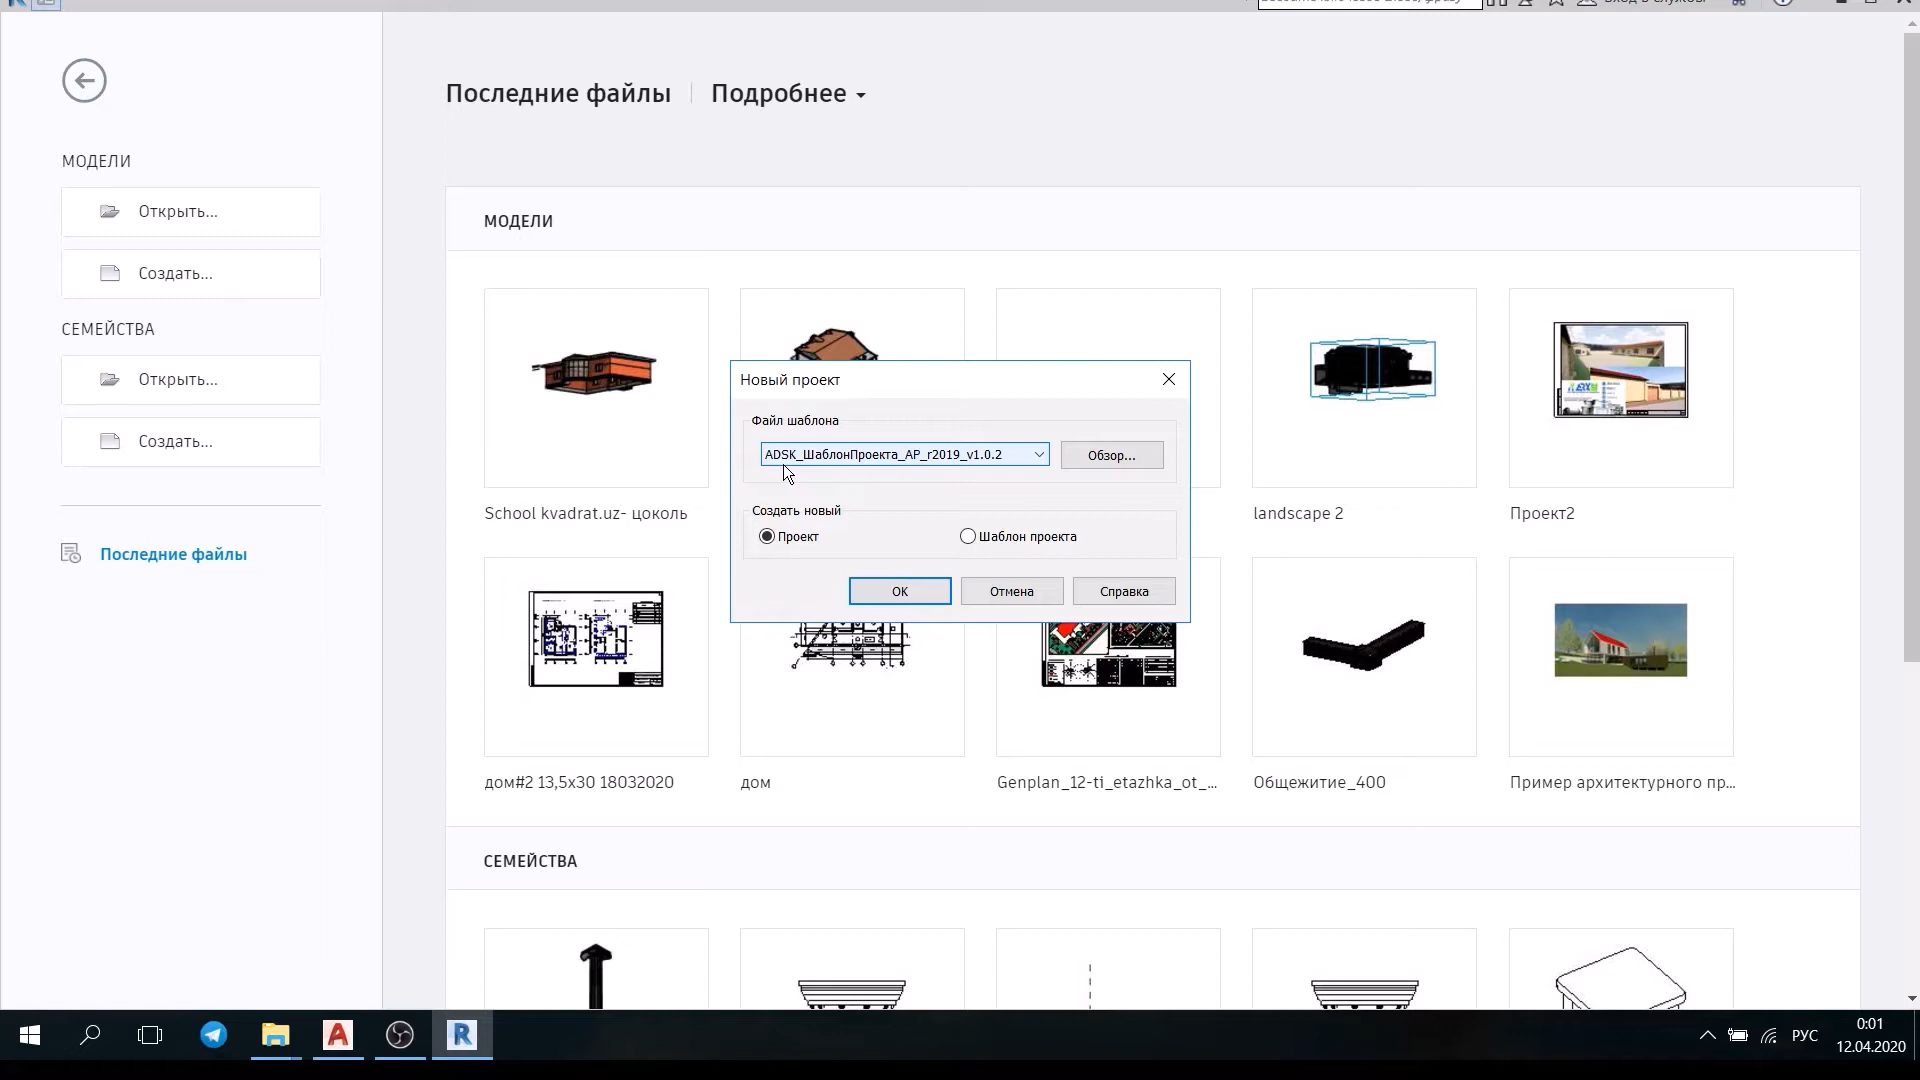 Последние файлы
Подробнее
МОДЕЛИ
Открыть...
Создать...
СЕМЕЙСТВА
Открыть...
Создать...
Последние файлы
МОДЕЛИ
School kvadrat.uz- цоколь
landscape 2
Проект2
дом#2 13,5х30 18032020
дом
Genplan_12-ti_etazhka_ot_...
Общежитие_400
Пример архитектурного пр...
СЕМЕЙСТВА
Новый проект
Файл шаблона
ADSK_ШаблонПроекта_АР_r2019_v1.0.2
Обзор...
Создать новый
Проект
Шаблон проекта
ОК
Отмена
Справка
РУС
0:01
12.04.2020